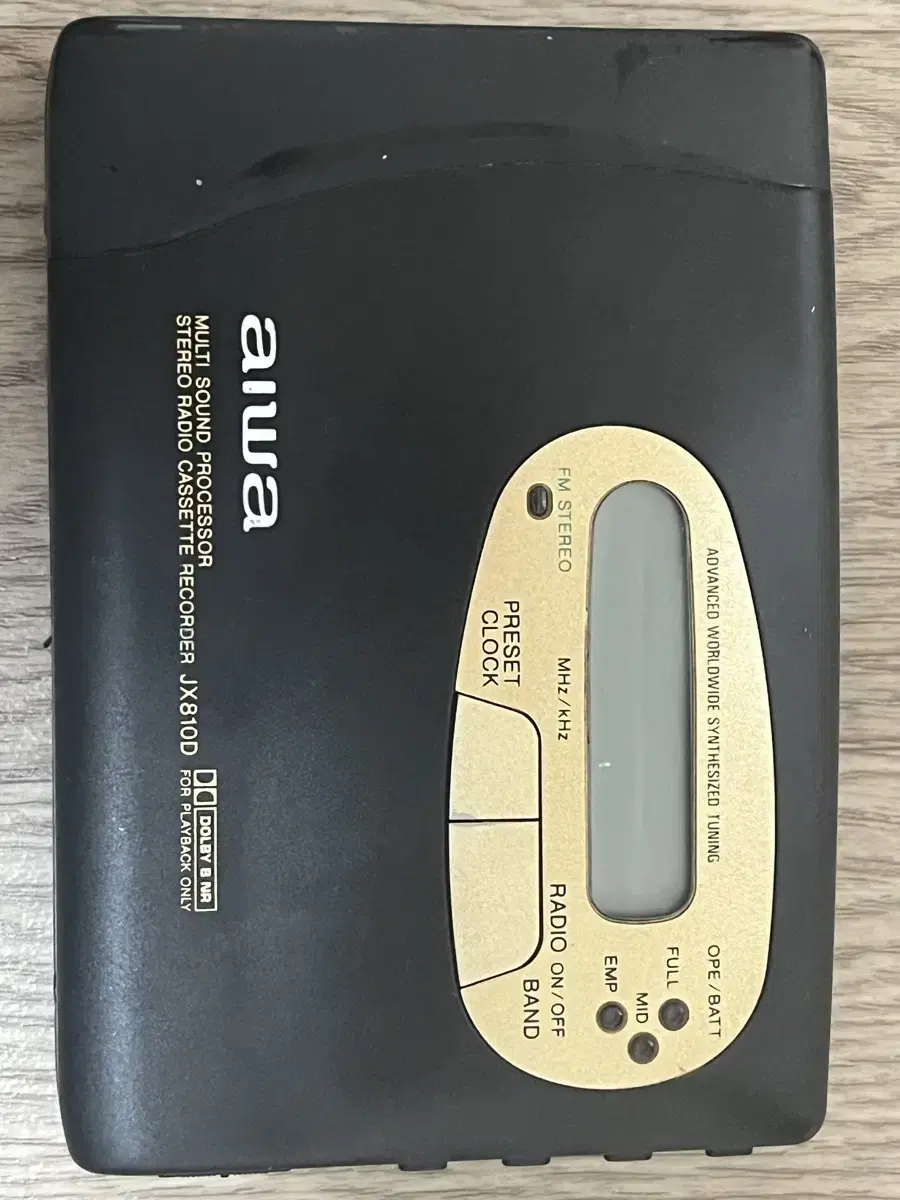 ADVANCED WORLDWIDE SYNTHESIZED TUNING
OPE/BATT
FULL
MID
EMP
FM STEREO
MHz/kHz
RADIO ON/OFF
BAND
PRESET
CLOCK
aiwa
MULTI SOUND PROCESSOR
STEREO RADIO CASSETTE RECORDER JX810D
DOLBY B NR
FOR PLAYBACK ONLY